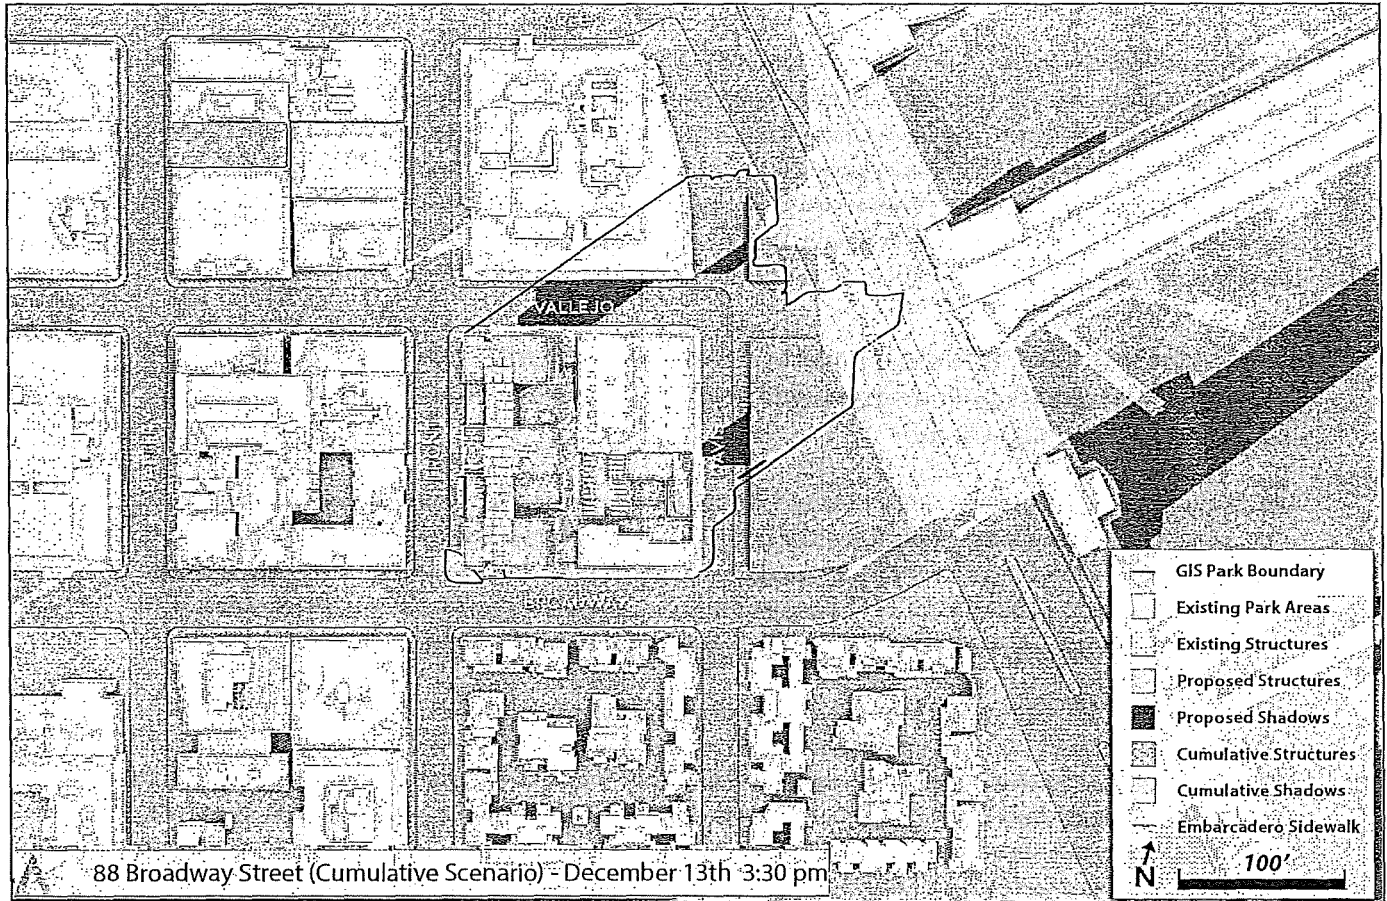 VALLEJO
BROADWAY
GIS Park Boundary
Existing Park Areas
Existing Structures
Proposed Structures
Proposed Shadows
Cumulative Structures
Cumulative Shadows
Embarcadero Sidewalk
N
100'
88 Broadway Street (Cumulative Scenario) - December 13th 3:30 pm